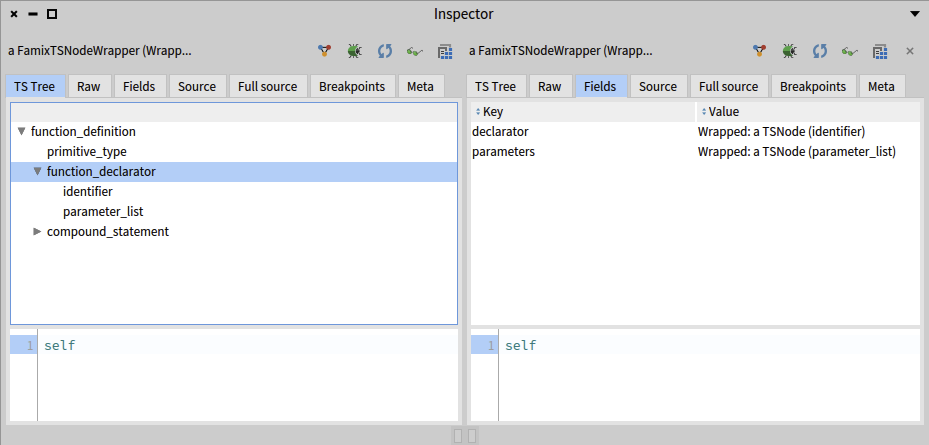 Inspector
a FamixTSNodeWrapper (Wrapp...
TS Tree Raw Fields Source Full source Breakpoints Meta
function_definition
primitive_type
function_declarator
identifier
parameter_list
compound_statement
1 self
a FamixTSNodeWrapper (Wrapp...
TS Tree Raw Fields Source Full source Breakpoints Meta
Key Value
declarator Wrapped: a TSNode (identifier)
parameters Wrapped: a TSNode (parameter_list)
1 self